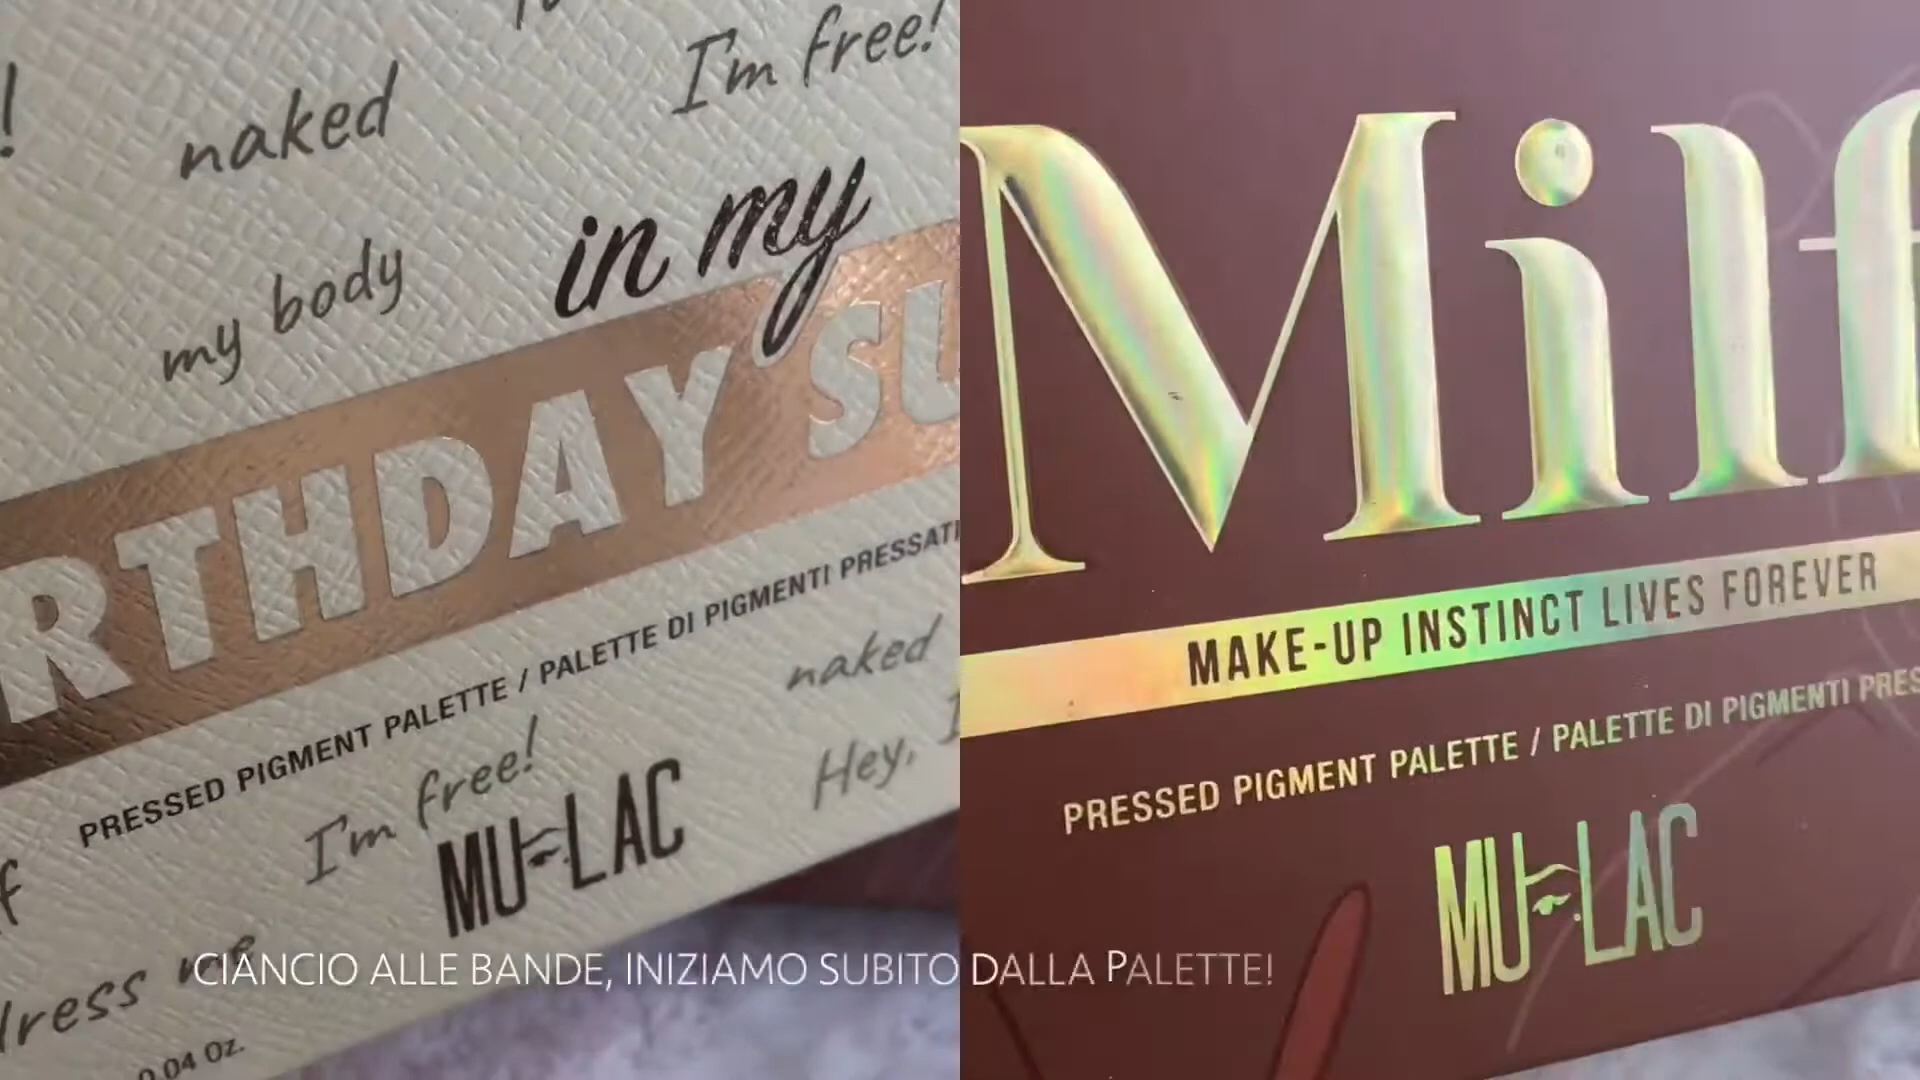 I'm free!
naked
in my
my body
RTHDAY SU
PRESSED PIGMENT PALETTE / PALETTE DI PIGMENTI PRESSATI
naked
I'm free!
Hey, I
MU LAC
dress me
0.04 Oz.
Milf
MAKE-UP INSTINCT LIVES FOREVER
PRESSED PIGMENT PALETTE / PALETTE DI PIGMENTI PRES
MU LAC
CIANCIO ALLE BANDE, INIZIAMO SUBITO DALLA PALETTE!